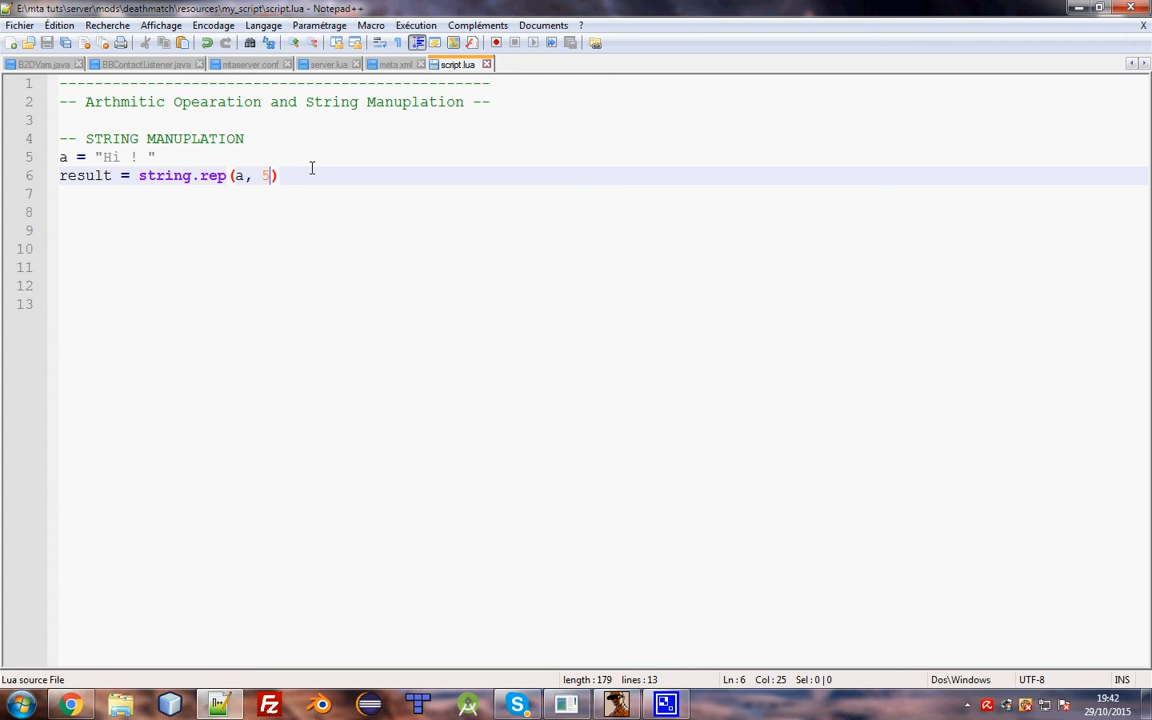 E:\mta tuts\server\mods\deathmatch\resources\my_script\script.lua - Notepad++
Fichier Édition Recherche Affichage Encodage Langage Paramétrage Macro Exécution Compléments Documents ? X
B2DVars.java BBContactListener.java mtaserver.conf server.lua meta.xml script.lua
1 -------------------------------------------------
2 -- Arthmitic Opearation and String Manuplation --
3
4 -- STRING MANUPLATION
5 a = "Hi ! "
6 result = string.rep(a, 5)
7
8
9
10
11
12
13
Lua source File length : 179 lines : 13 Ln : 6 Col : 25 Sel : 0 | 0 Dos\Windows UTF-8 INS
19:42
29/10/2015